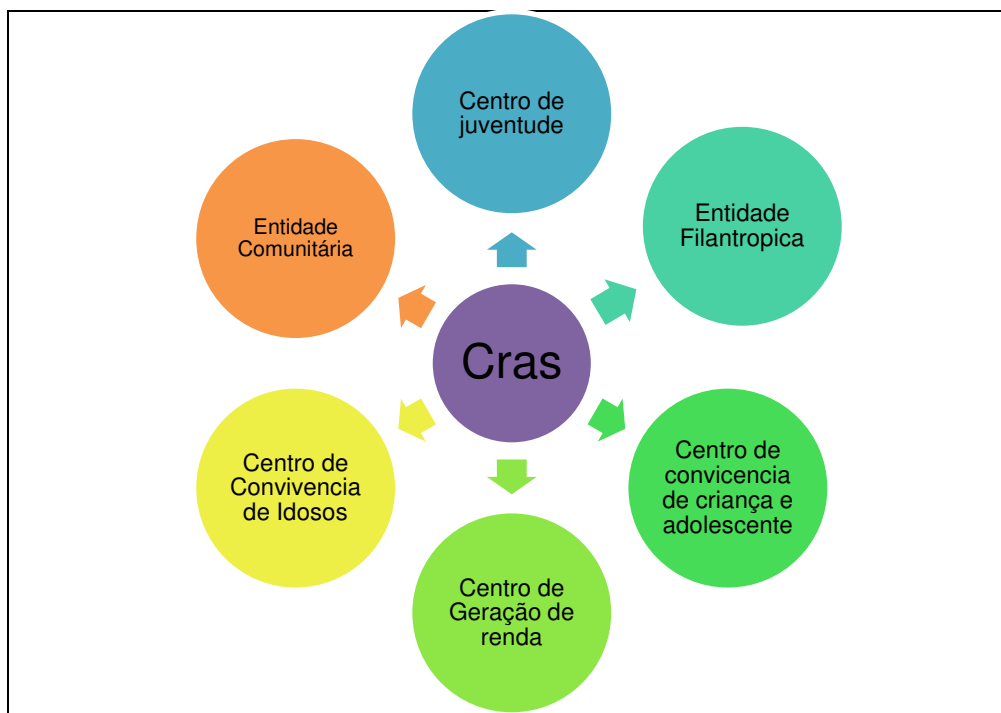 Centro de
juventude
Entidade
Filantropica
Entidade
Comunitária
Cras
Centro de
convicencia
de criança e
adolescente
Centro de
Convivencia
de Idosos
Centro de
Geração de
renda